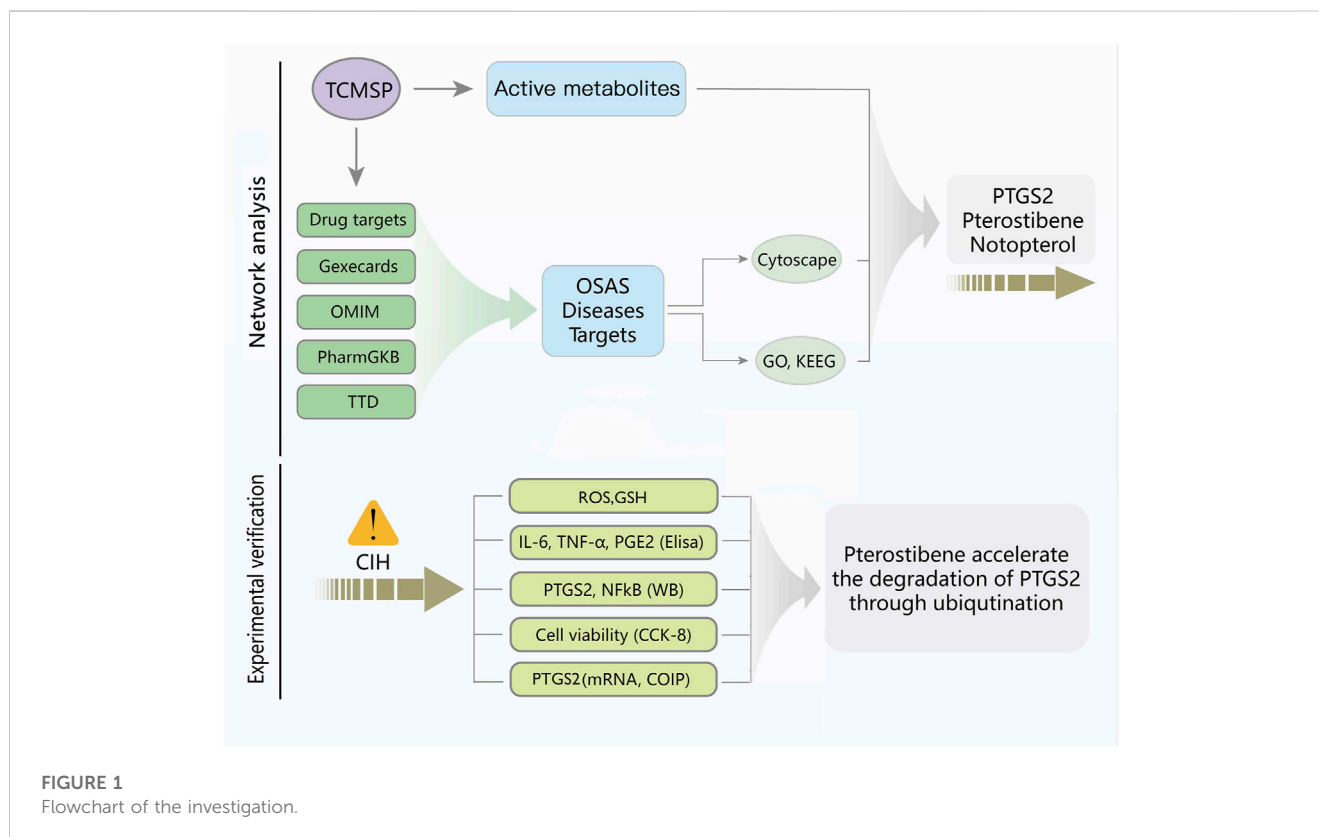 Network analysis
TCMSP
Active metabolites
Drug targets
Gexecards
OMIM
PharmGKB
TTD
OSAS
Diseases
Targets
Cytoscape
GO, KEEG
PTGS2
Pterostibene
Notopterol
Experimental verification
CIH
ROS,GSH
IL-6, TNF-α, PGE2 (Elisa)
PTGS2, NFkB (WB)
Cell viability (CCK-8)
PTGS2(mRNA, COIP)
Pterostibene accelerate
the degradation of PTGS2
through ubiqutination
FIGURE 1
Flowchart of the investigation.